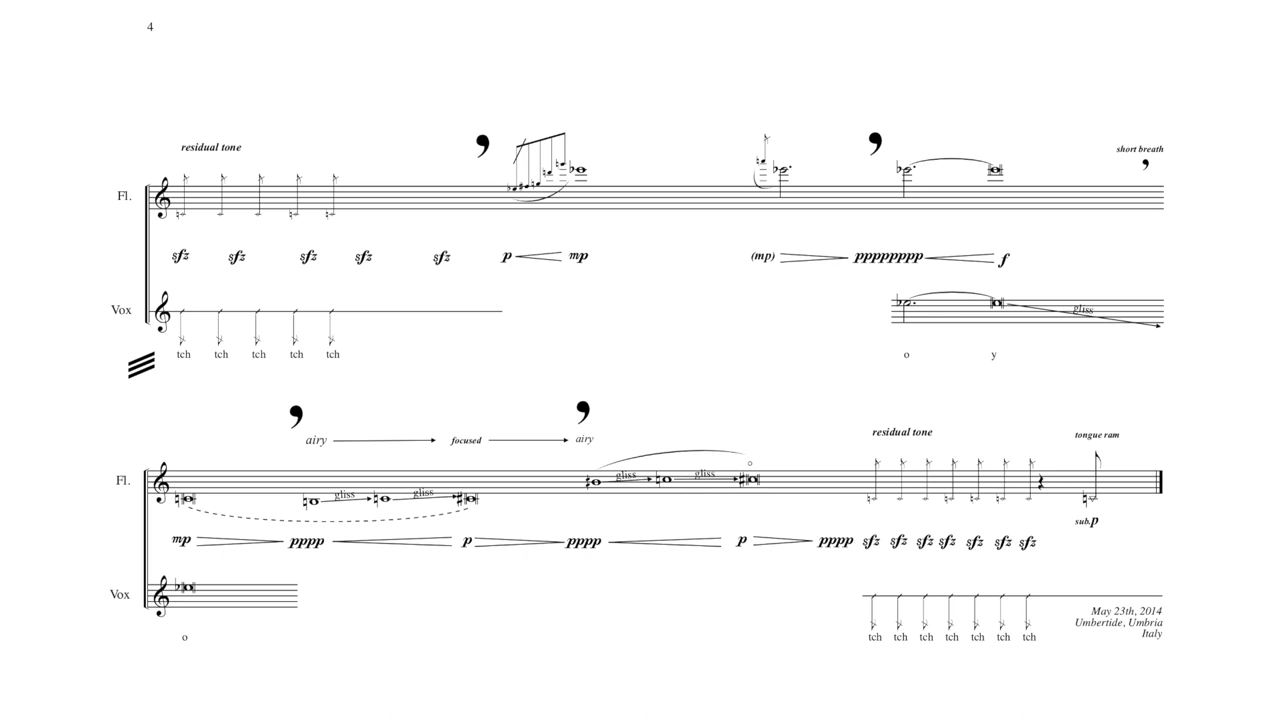 4
residual tone
short breath
Fl.
sfz sfz sfz sfz sfz p mp (mp) pppppppp f
Vox
gliss
tch tch tch tch tch o y
airy focused airy
residual tone
tongue ram
Fl.
gliss gliss gliss gliss
sub.p
mp pppp p pppp p pppp sfz sfz sfz sfz sfz sfz sfz
Vox
May 23th, 2014
Umbertide, Umbria
Italy
o tch tch tch tch tch tch tch